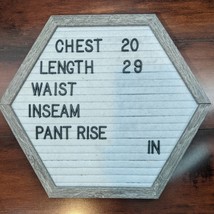 CHEST 20
LENGTH 29
WAIST
INSEAM
PANT RISE
IN